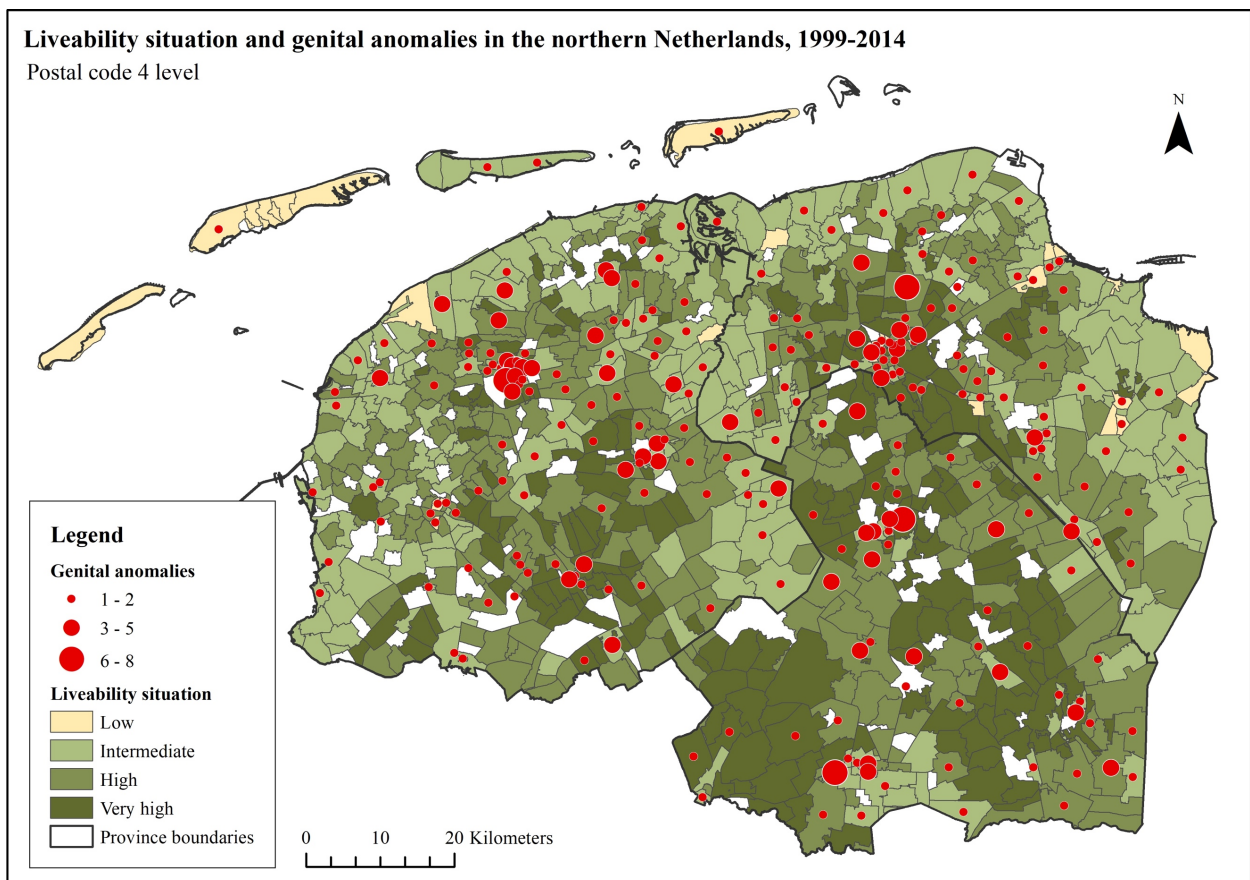 Liveability situation and genital anomalies in the northern Netherlands, 1999-2014
Postal code 4 level
N
Legend
Genital anomalies
1 - 2
3 - 5
6 - 8
Liveability situation
Low
Intermediate
High
Very high
Province boundaries
0 10 20 Kilometers